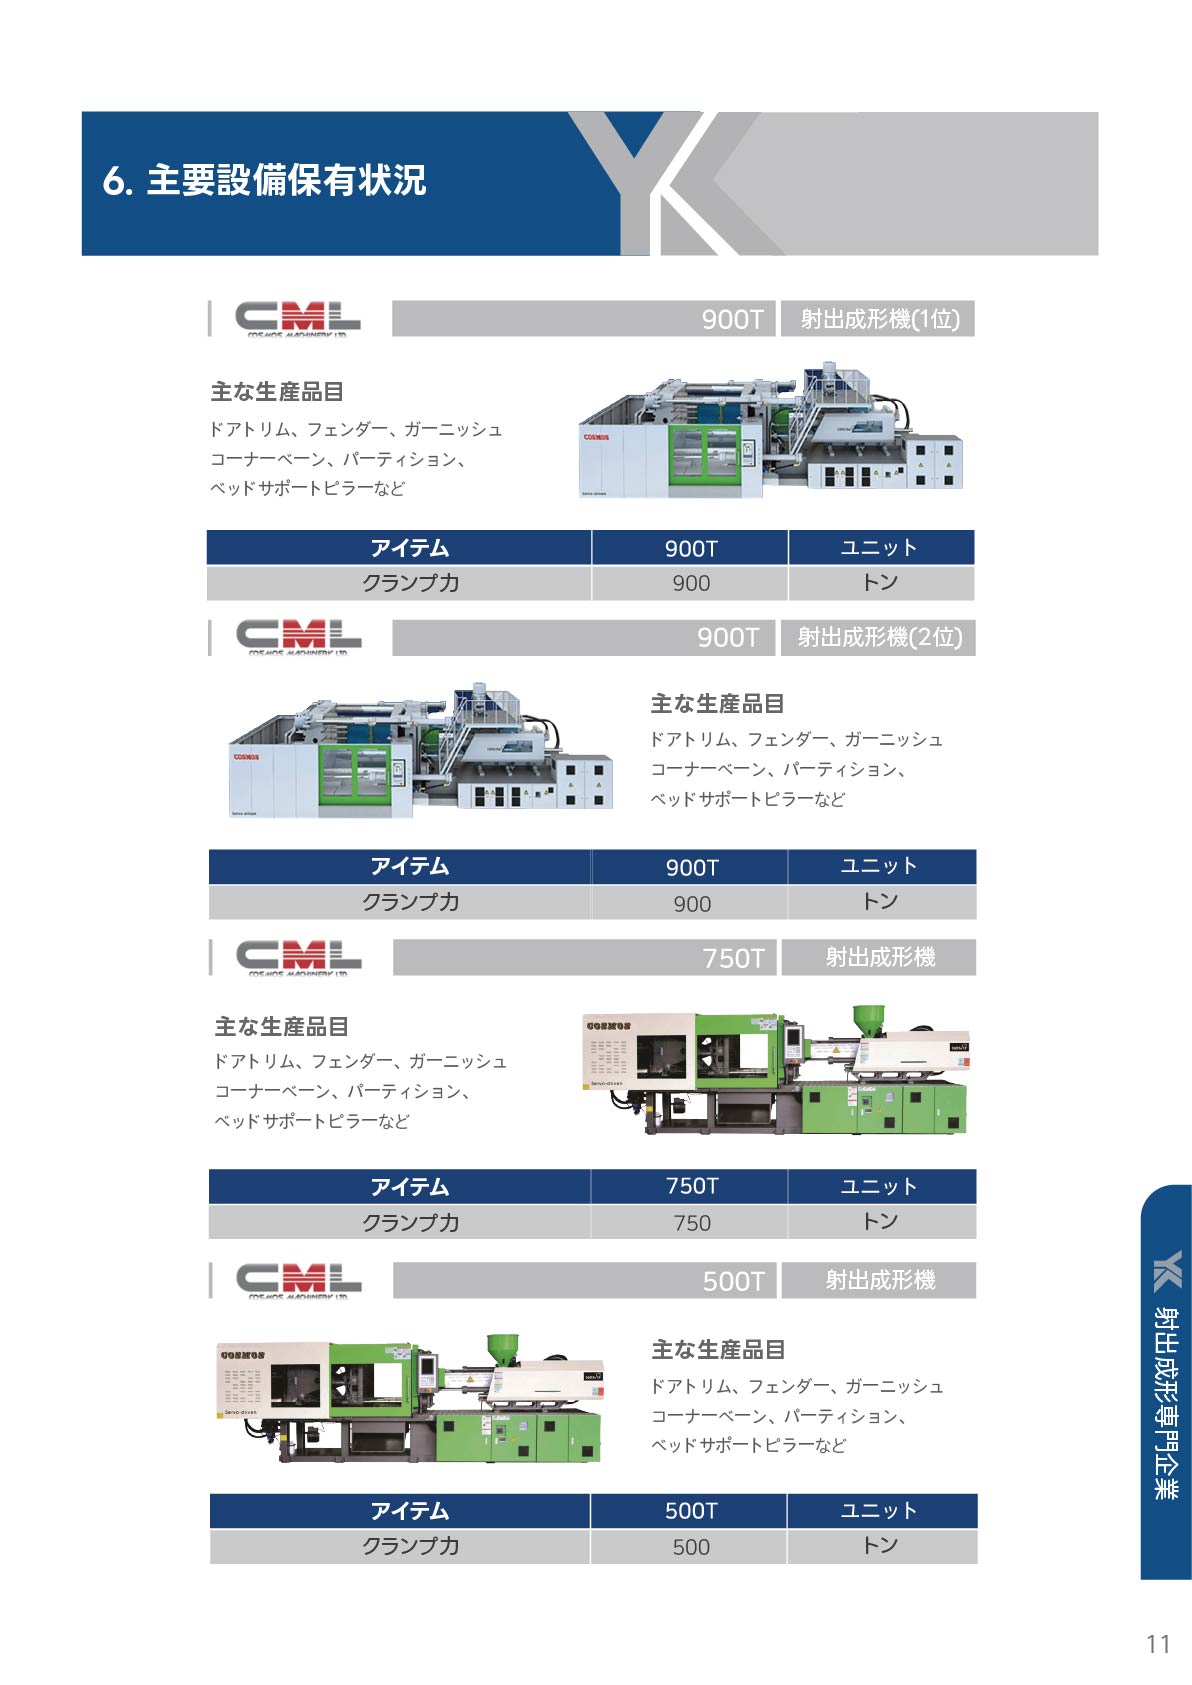 6. 主要設備保有状況
CML
COSMOS MACHINERY LTD.
900T
射出成形機(1位)
主な生産品目
ドアトリム、フェンダー、ガーニッシュ
コーナーベーン、パーティション、
ベッドサポートピラーなど
COSMOS
Servo-driven
アイテム 900T ユニット
クランプ力 900 トン
CML
COSMOS MACHINERY LTD.
900T
射出成形機(2位)
COSMOS
Servo-driven
主な生産品目
ドアトリム、フェンダー、ガーニッシュ
コーナーベーン、パーティション、
ベッドサポートピラーなど
アイテム 900T ユニット
クランプ力 900 トン
CML
COSMOS MACHINERY LTD.
750T
射出成形機
主な生産品目
ドアトリム、フェンダー、ガーニッシュ
コーナーベーン、パーティション、
ベッドサポートピラーなど
COSMOS
Servo-driven
アイテム 750T ユニット
クランプ力 750 トン
CML
COSMOS MACHINERY LTD.
500T
射出成形機
COSMOS
Servo-driven
主な生産品目
ドアトリム、フェンダー、ガーニッシュ
コーナーベーン、パーティション、
ベッドサポートピラーなど
アイテム 500T ユニット
クランプ力 500 トン
YK 射出成形専門企業
11